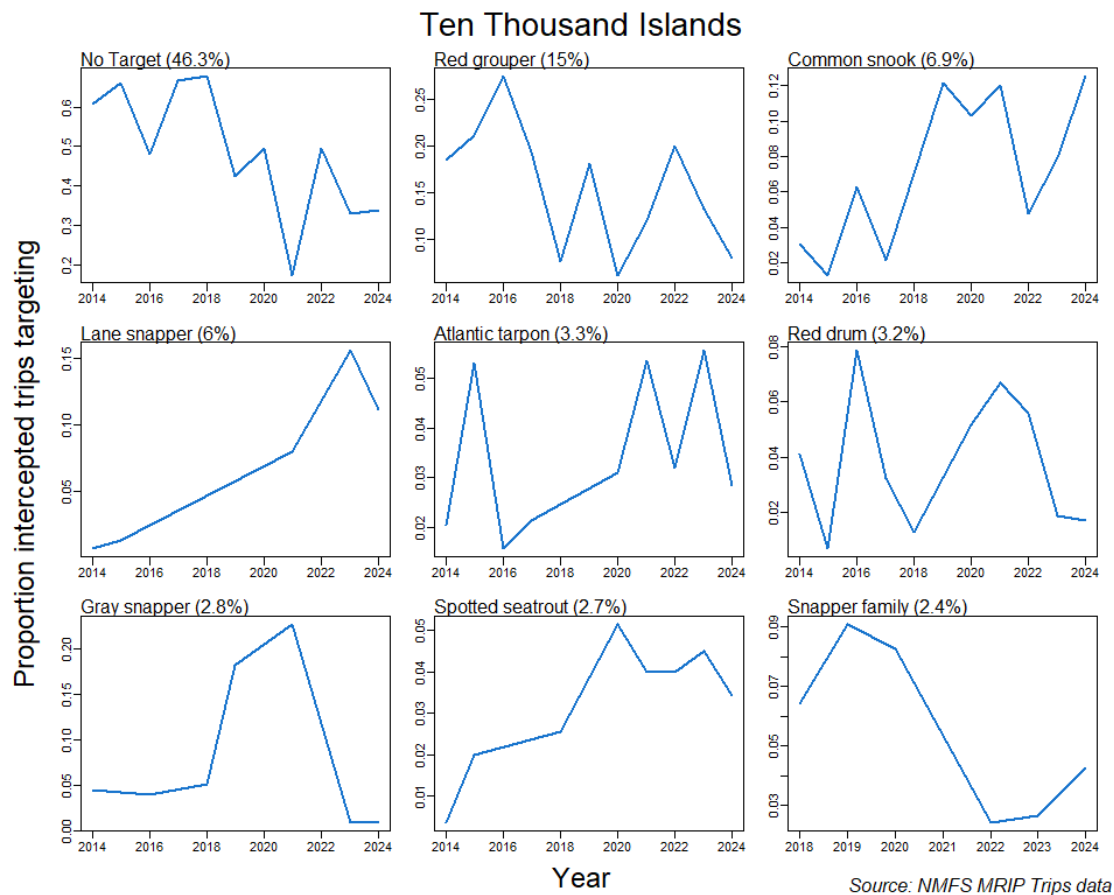 Ten Thousand Islands
No Target (46.3%)
0.2 0.3 0.4 0.5 0.6
2014 2016 2018 2020 2022 2024
Red grouper (15%)
0.10 0.15 0.20 0.25
2014 2016 2018 2020 2022 2024
Common snook (6.9%)
0.02 0.04 0.06 0.08 0.10 0.12
2014 2016 2018 2020 2022 2024
Lane snapper (6%)
0.05 0.10 0.15
2014 2016 2018 2020 2022 2024
Atlantic tarpon (3.3%)
0.02 0.03 0.04 0.05
2014 2016 2018 2020 2022 2024
Red drum (3.2%)
0.02 0.04 0.06 0.08
2014 2016 2018 2020 2022 2024
Gray snapper (2.8%)
0.00 0.05 0.10 0.15 0.20
2014 2016 2018 2020 2022 2024
Spotted seatrout (2.7%)
0.01 0.02 0.03 0.04 0.05
2014 2016 2018 2020 2022 2024
Snapper family (2.4%)
0.03 0.05 0.07 0.09
2018 2019 2020 2021 2022 2023 2024
Proportion intercepted trips targeting
Year
Source: NMFS MRIP Trips data